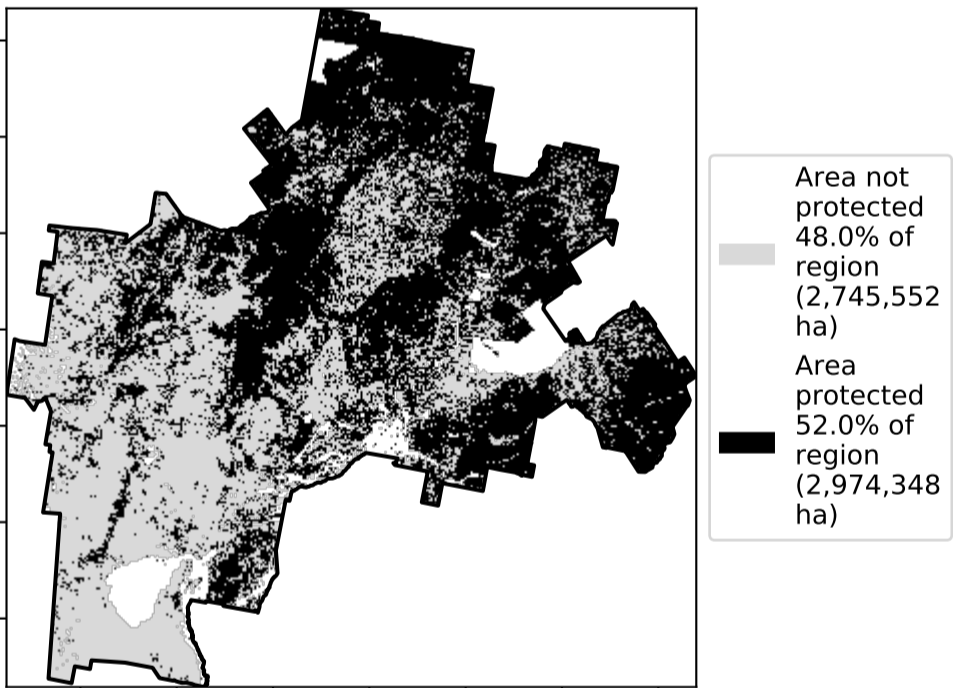 Area not
protected
48.0% of
region
(2,745,552
ha)
Area
protected
52.0% of
region
(2,974,348
ha)